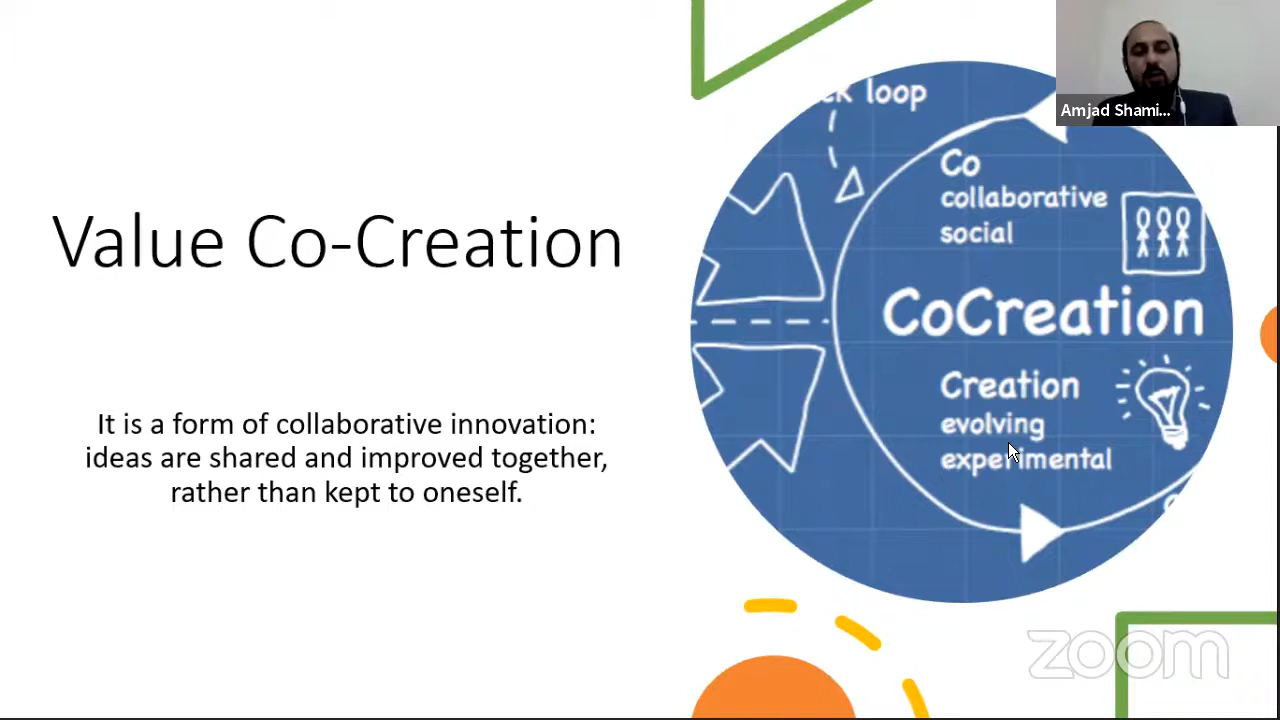 Value Co-Creation
It is a form of collaborative innovation:
ideas are shared and improved together,
rather than kept to oneself.
loop
Co
collaborative
social
CoCreation
Creation
evolving
experimental
Amjad Shami...
zoom